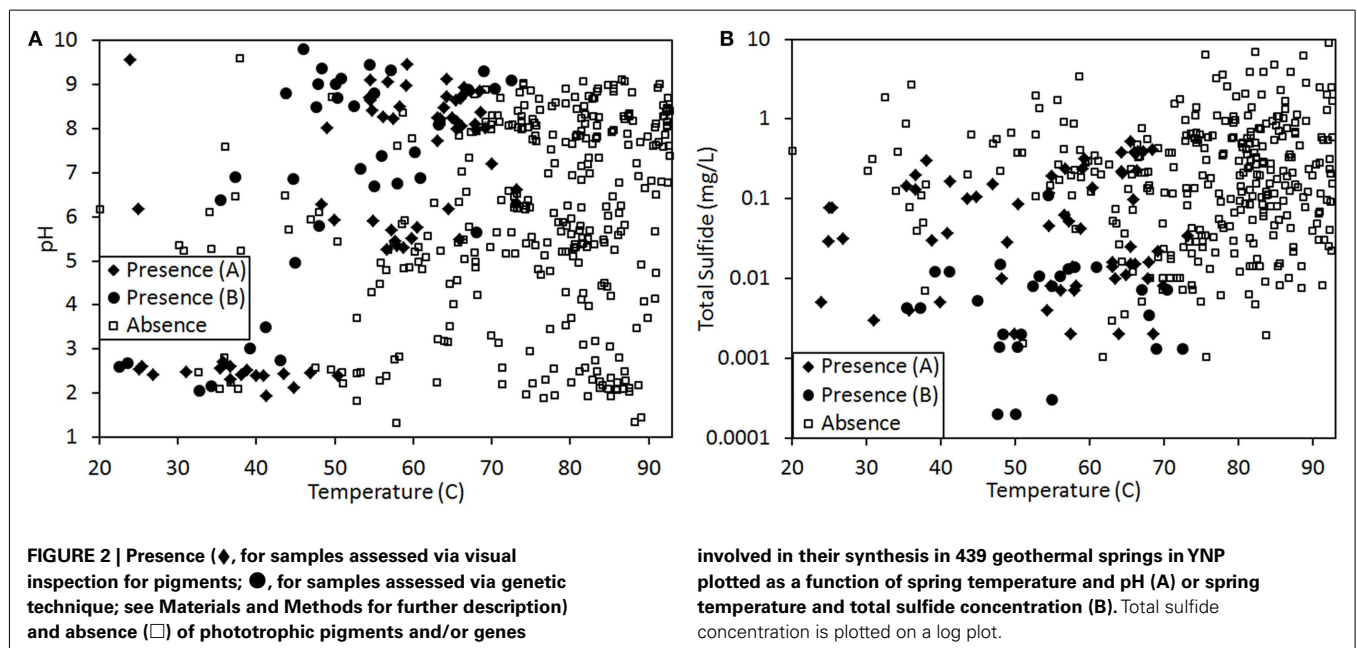 A
10
9
8
7
6
5
4
3
2
1
pH
◆ Presence (A)
● Presence (B)
□ Absence
20 30 40 50 60 70 80 90
Temperature (C)
B
10
1
0.1
0.01
0.001
0.0001
Total Sulfide (mg/L)
◆ Presence (A)
● Presence (B)
□ Absence
20 30 40 50 60 70 80 90
Temperature (C)
FIGURE 2 | Presence (◆, for samples assessed via visual
inspection for pigments; ●, for samples assessed via genetic
technique; see Materials and Methods for further description)
and absence (□) of phototrophic pigments and/or genes
involved in their synthesis in 439 geothermal springs in YNP
plotted as a function of spring temperature and pH (A) or spring
temperature and total sulfide concentration (B). Total sulfide
concentration is plotted on a log plot.